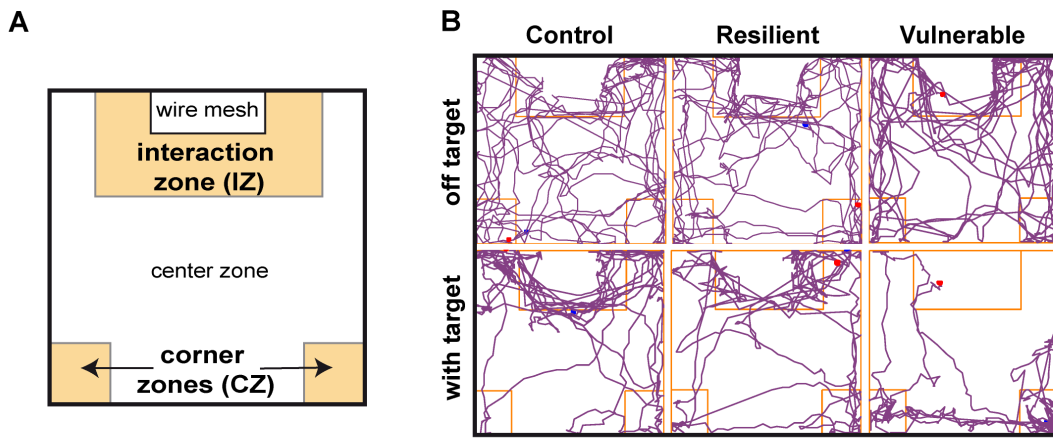 A
wire mesh
interaction
zone (IZ)
center zone
corner
zones (CZ)
B
Control
Resilient
Vulnerable
off target
with target